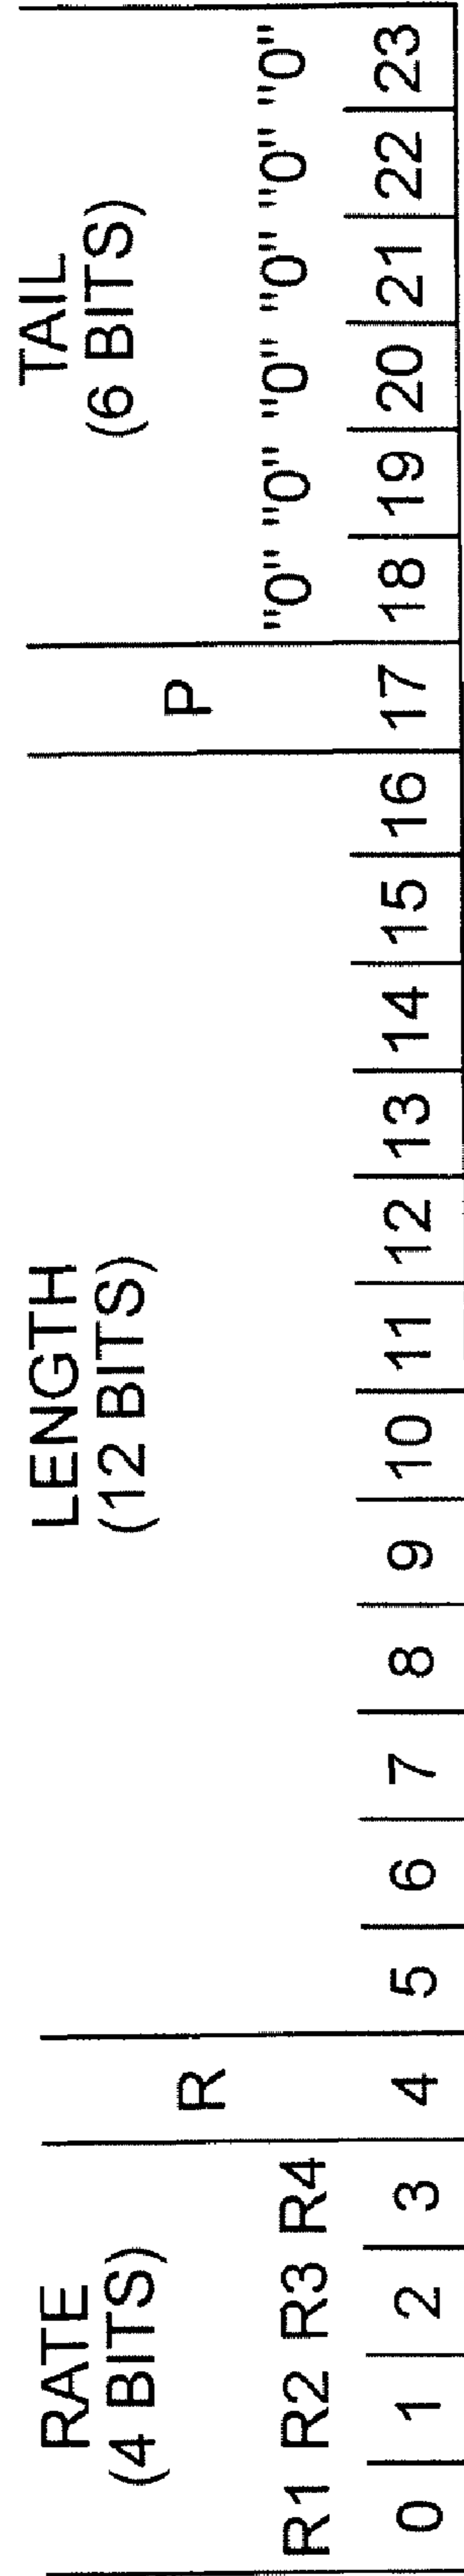 RATE
(4 BITS)
R
LENGTH
(12 BITS)
P
TAIL
(6 BITS)
R1 R2 R3 R4
"0" "0" "0" "0" "0" "0"
0 1 2 3 4 5 6 7 8 9 10 11 12 13 14 15 16 17 18 19 20 21 22 23